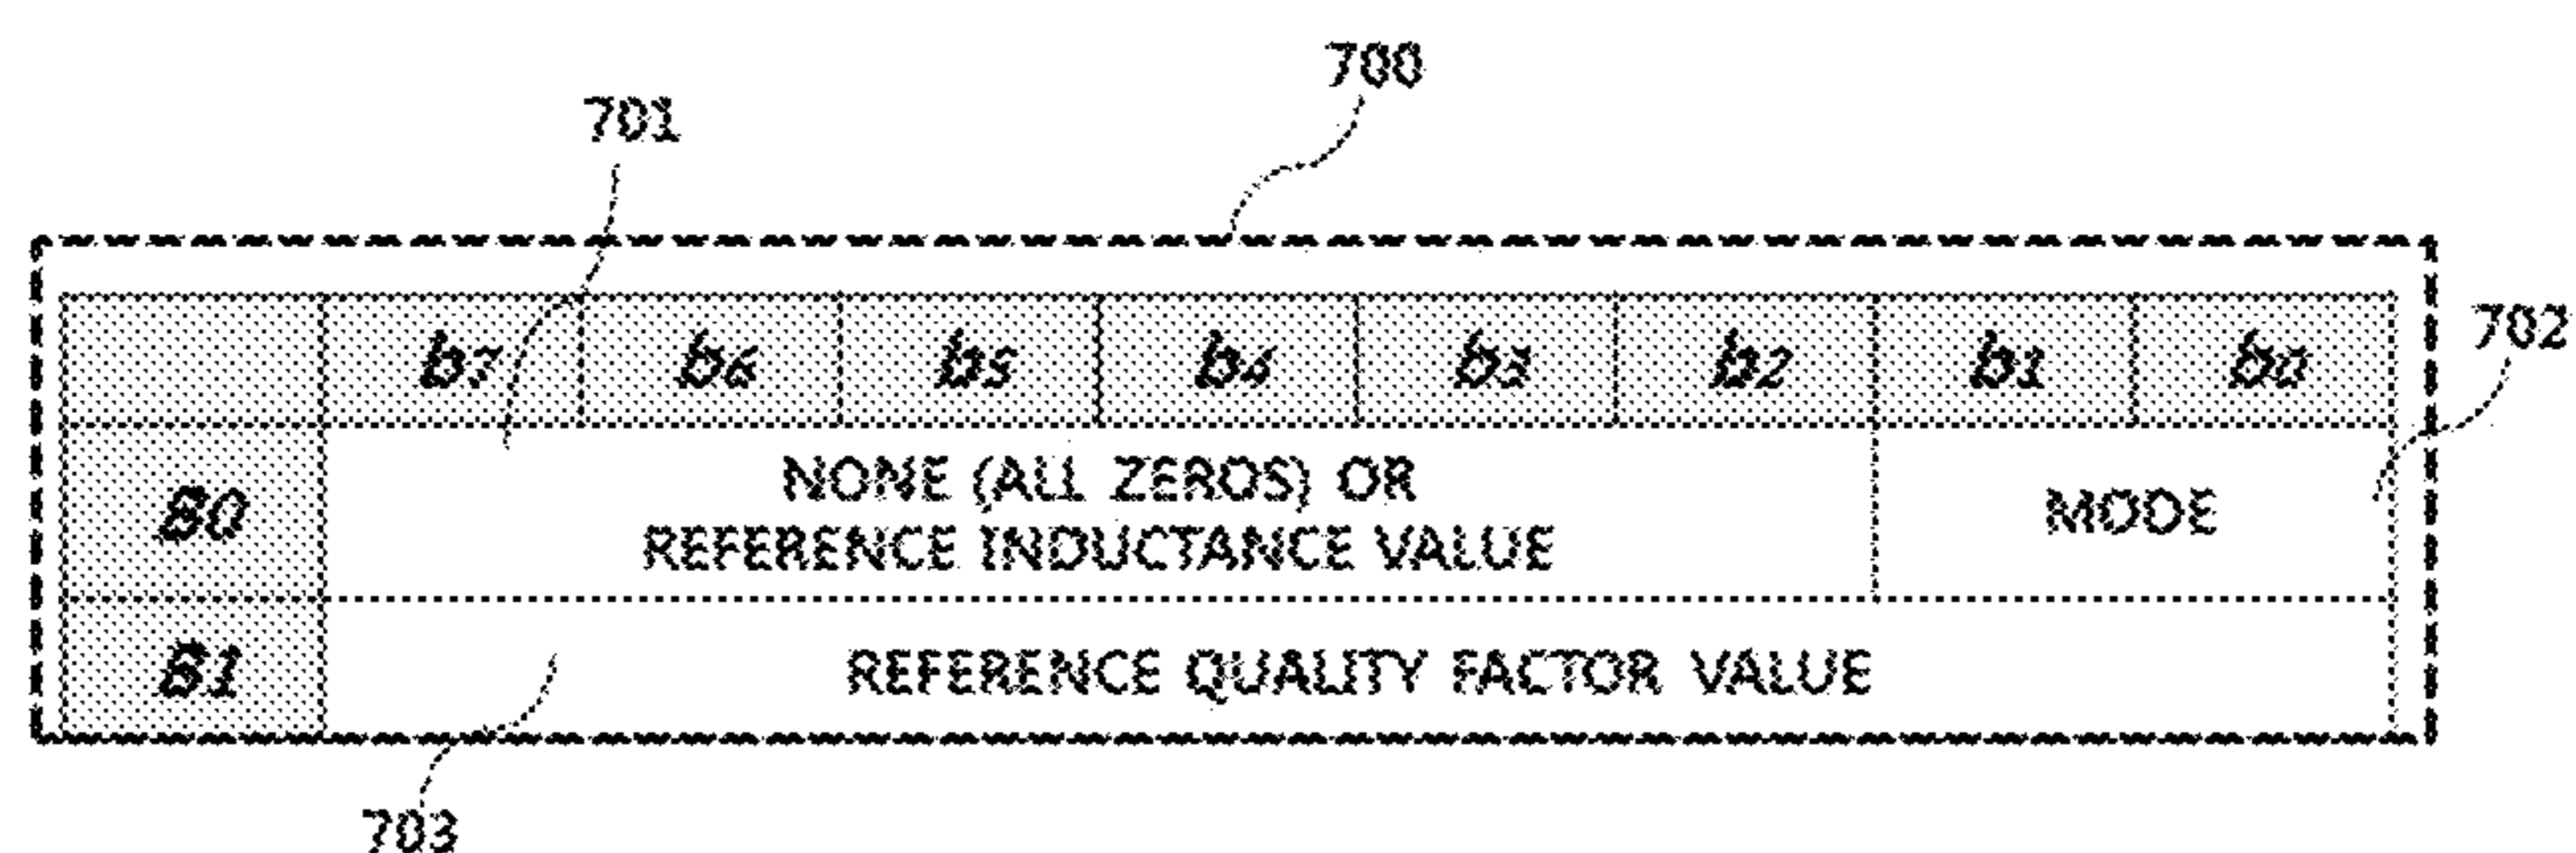 700
701
b7 b6 b5 b4 b3 b2 b1 b0
702
B0
NONE (ALL ZEROS) OR
REFERENCE INDUCTANCE VALUE
MODE
B1
REFERENCE QUALITY FACTOR VALUE
703